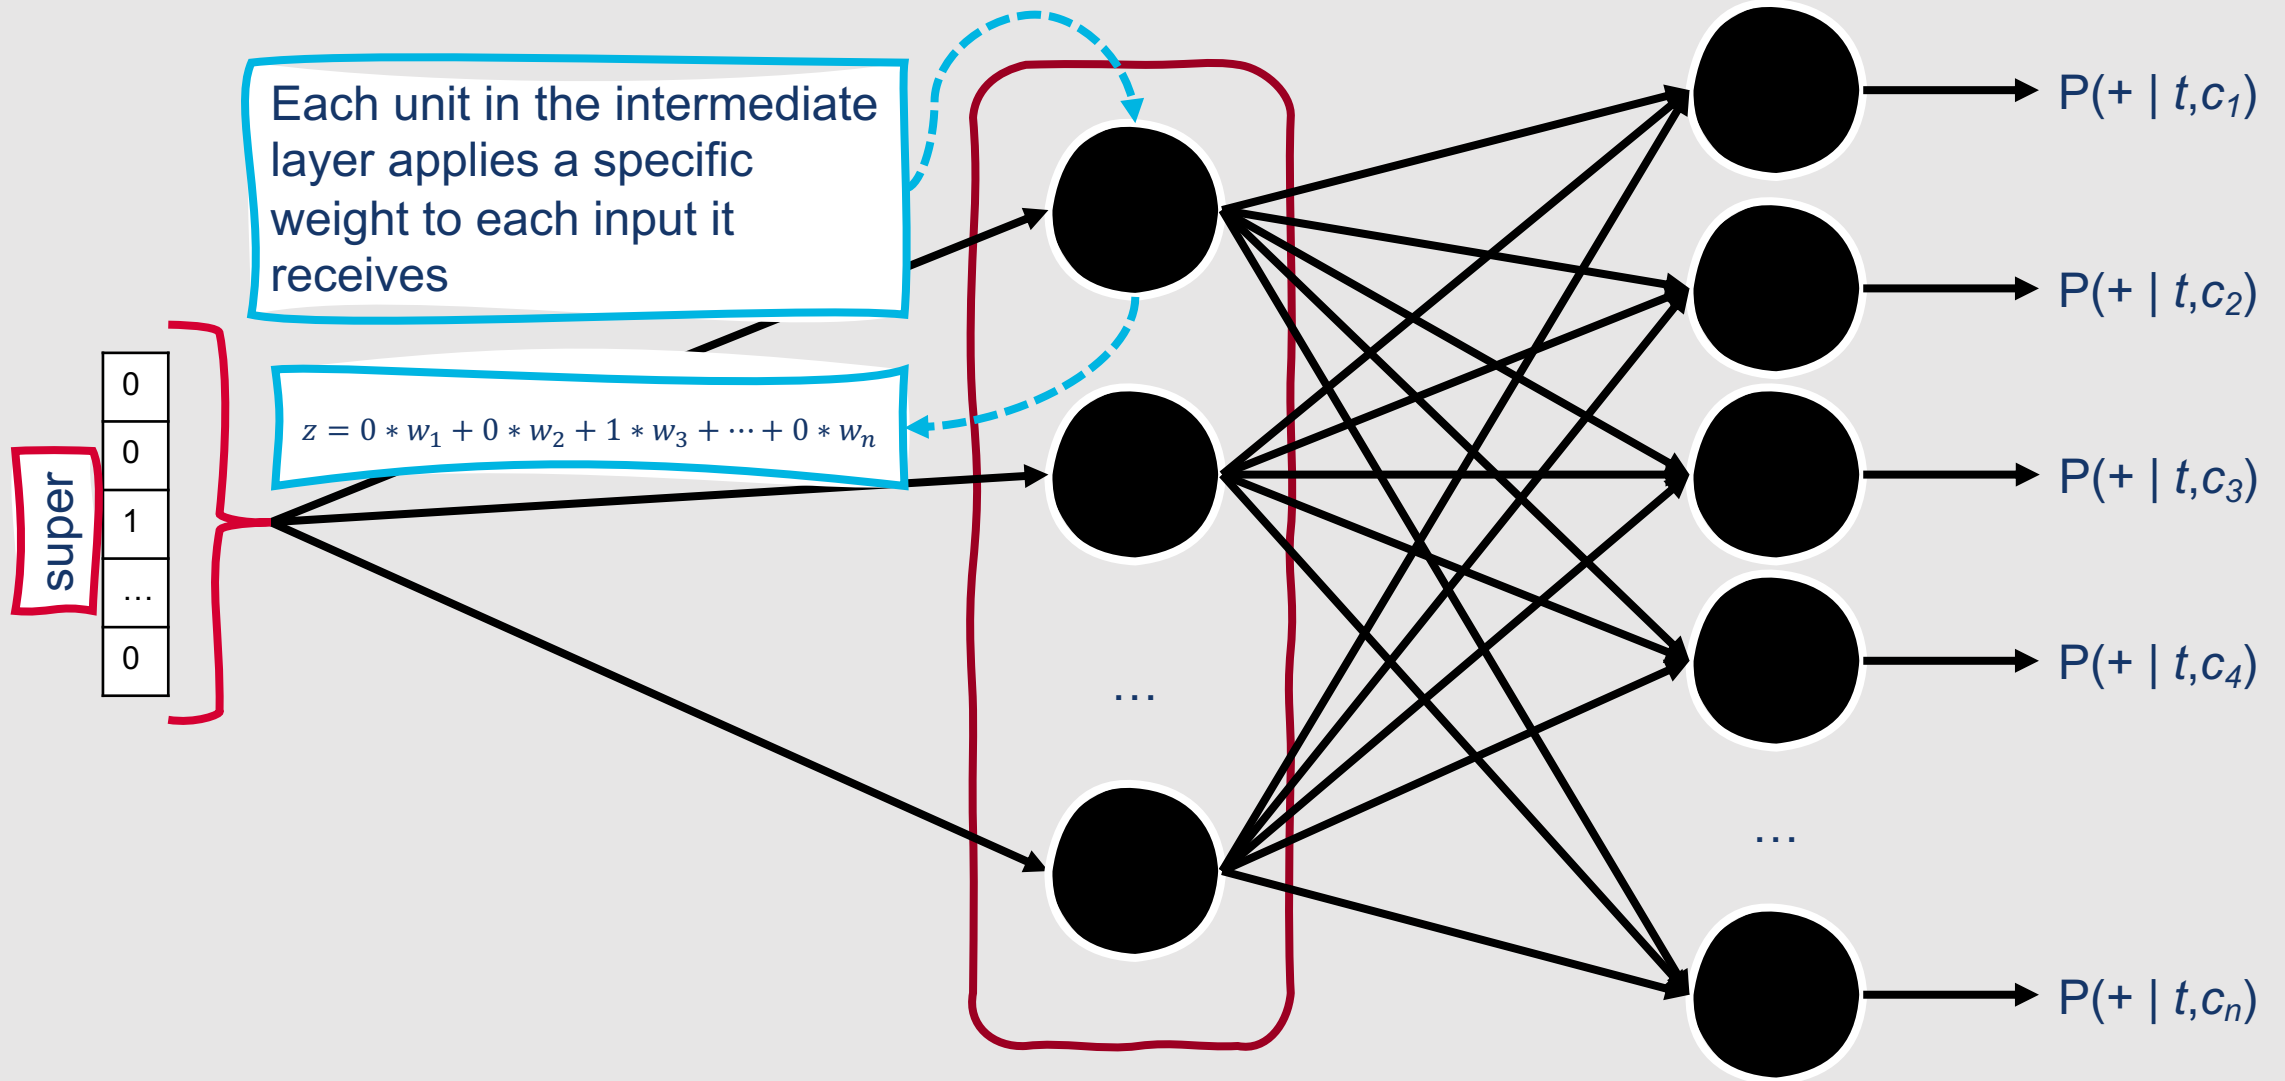 Each unit in the intermediate
layer applies a specific
weight to each input it
receives
z = 0 * w₁ + 0 * w₂ + 1 * w₃ + ⋯ + 0 * wₙ
super
0
0
1
…
0
…
P(+ | t,c₁)
P(+ | t,c₂)
P(+ | t,c₃)
P(+ | t,c₄)
…
P(+ | t,cₙ)